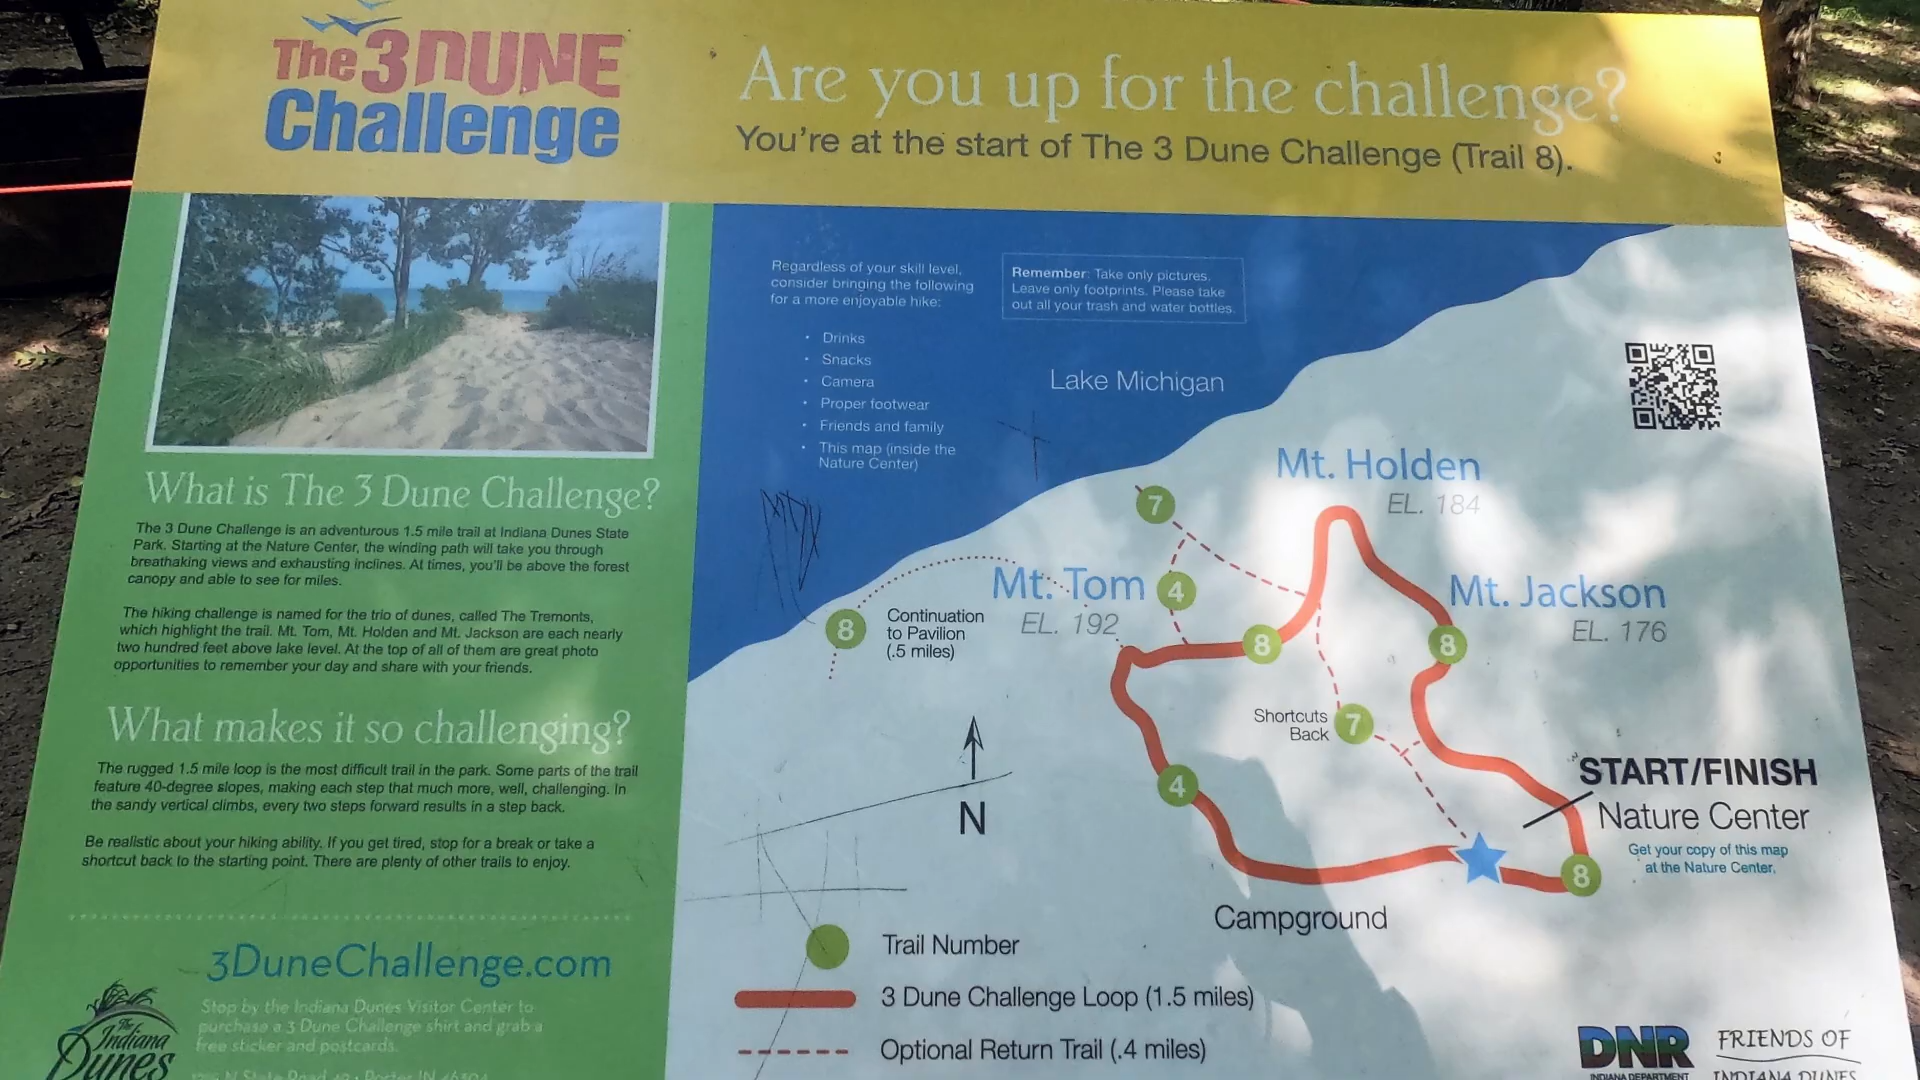 The 3 DUNE
Challenge
Are you up for the challenge?
You're at the start of The 3 Dune Challenge (Trail 8).
What is The 3 Dune Challenge?
The 3 Dune Challenge is an adventurous 1.5 mile trail at Indiana Dunes State
Park. Starting at the Nature Center, the winding path will take you through
breathaking views and exhausting inclines. At times, you'll be above the forest
canopy and able to see for miles.
The hiking challenge is named for the trio of dunes, called The Tremonts,
which highlight the trail. Mt. Tom, Mt. Holden and Mt. Jackson are each nearly
two hundred feet above lake level. At the top of all of them are great photo
opportunities to remember your day and share with your friends.
What makes it so challenging?
The rugged 1.5 mile loop is the most difficult trail in the park. Some parts of the trail
feature 40-degree slopes, making each step that much more, well, challenging. In
the sandy vertical climbs, every two steps forward results in a step back.
Be realistic about your hiking ability. If you get tired, stop for a break or take a
shortcut back to the starting point. There are plenty of other trails to enjoy.
3DuneChallenge.com
Stop by the Indiana Dunes Visitor Center to
purchase a 3 Dune Challenge shirt and grab a
free sticker and postcards.
The
Indiana
Dunes
Regardless of your skill level,
consider bringing the following
for a more enjoyable hike:
• Drinks
• Snacks
• Camera
• Proper footwear
• Friends and family
• This map (inside the
Nature Center)
Remember: Take only pictures.
Leave only footprints. Please take
out all your trash and water bottles.
Lake Michigan
Mt. Holden
EL. 184
7
Mt. Tom
EL. 192
4
Mt. Jackson
EL. 176
8
Continuation
to Pavilion
(.5 miles)
8
8
Shortcuts
Back
7
4
N
START/FINISH
Nature Center
Get your copy of this map
at the Nature Center.
8
Campground
Trail Number
3 Dune Challenge Loop (1.5 miles)
Optional Return Trail (.4 miles)
DNR
INDIANA DEPARTMENT
FRIENDS OF
INDIANA DUNES